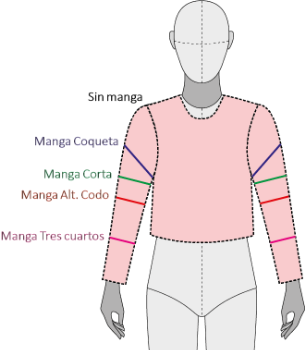 Sin manga
Manga Coqueta
Manga Corta
Manga Alt. Codo
Manga Tres cuartos